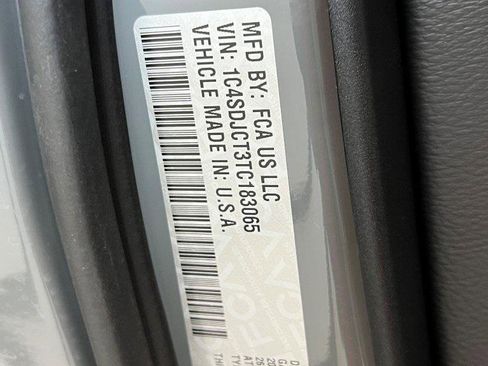 MFD BY: FCA US LLC
VIN: 1C4SDJCT3TC183065
VEHICLE MADE IN: U.S.A.